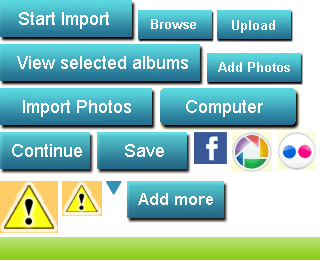 Start Import
Browse
Upload
View selected albums
Add Photos
Import Photos
Computer
Continue
Save
f
Add more